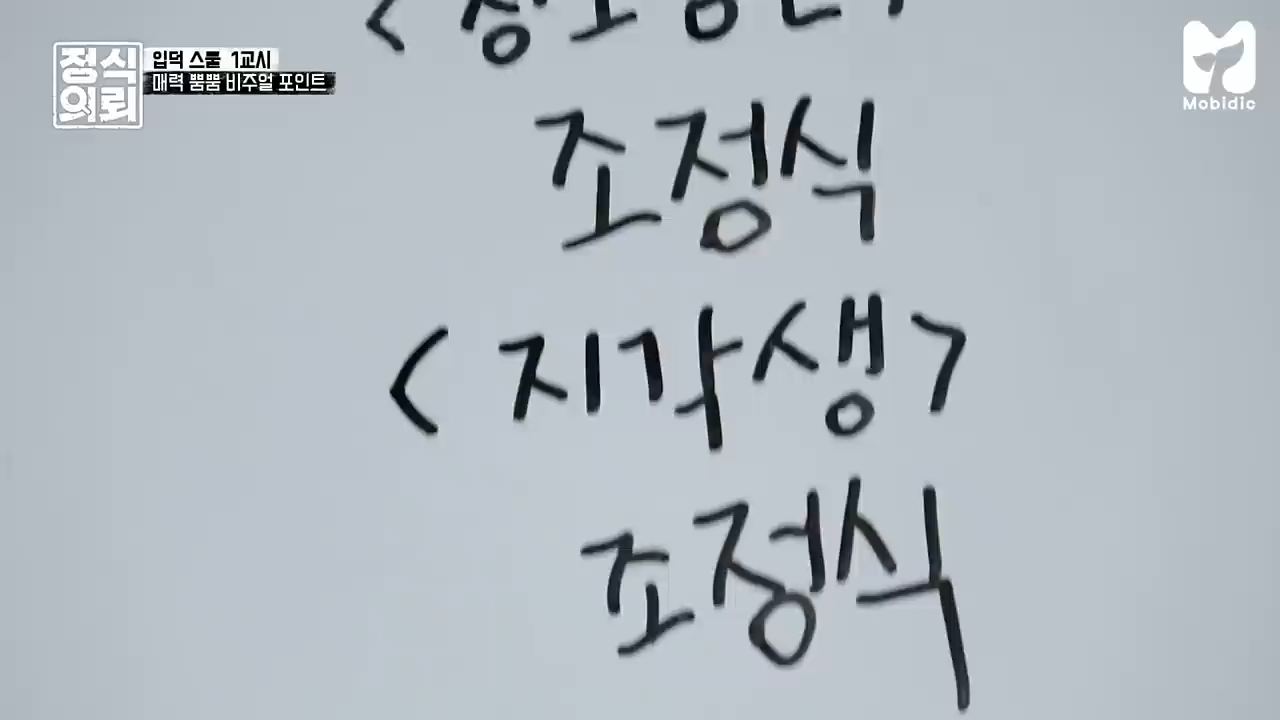 정식
의뢰
입덕 스쿨 1교시
매력 뿜뿜 비주얼 포인트
Mobidic
조정식
<지각생>
조정식